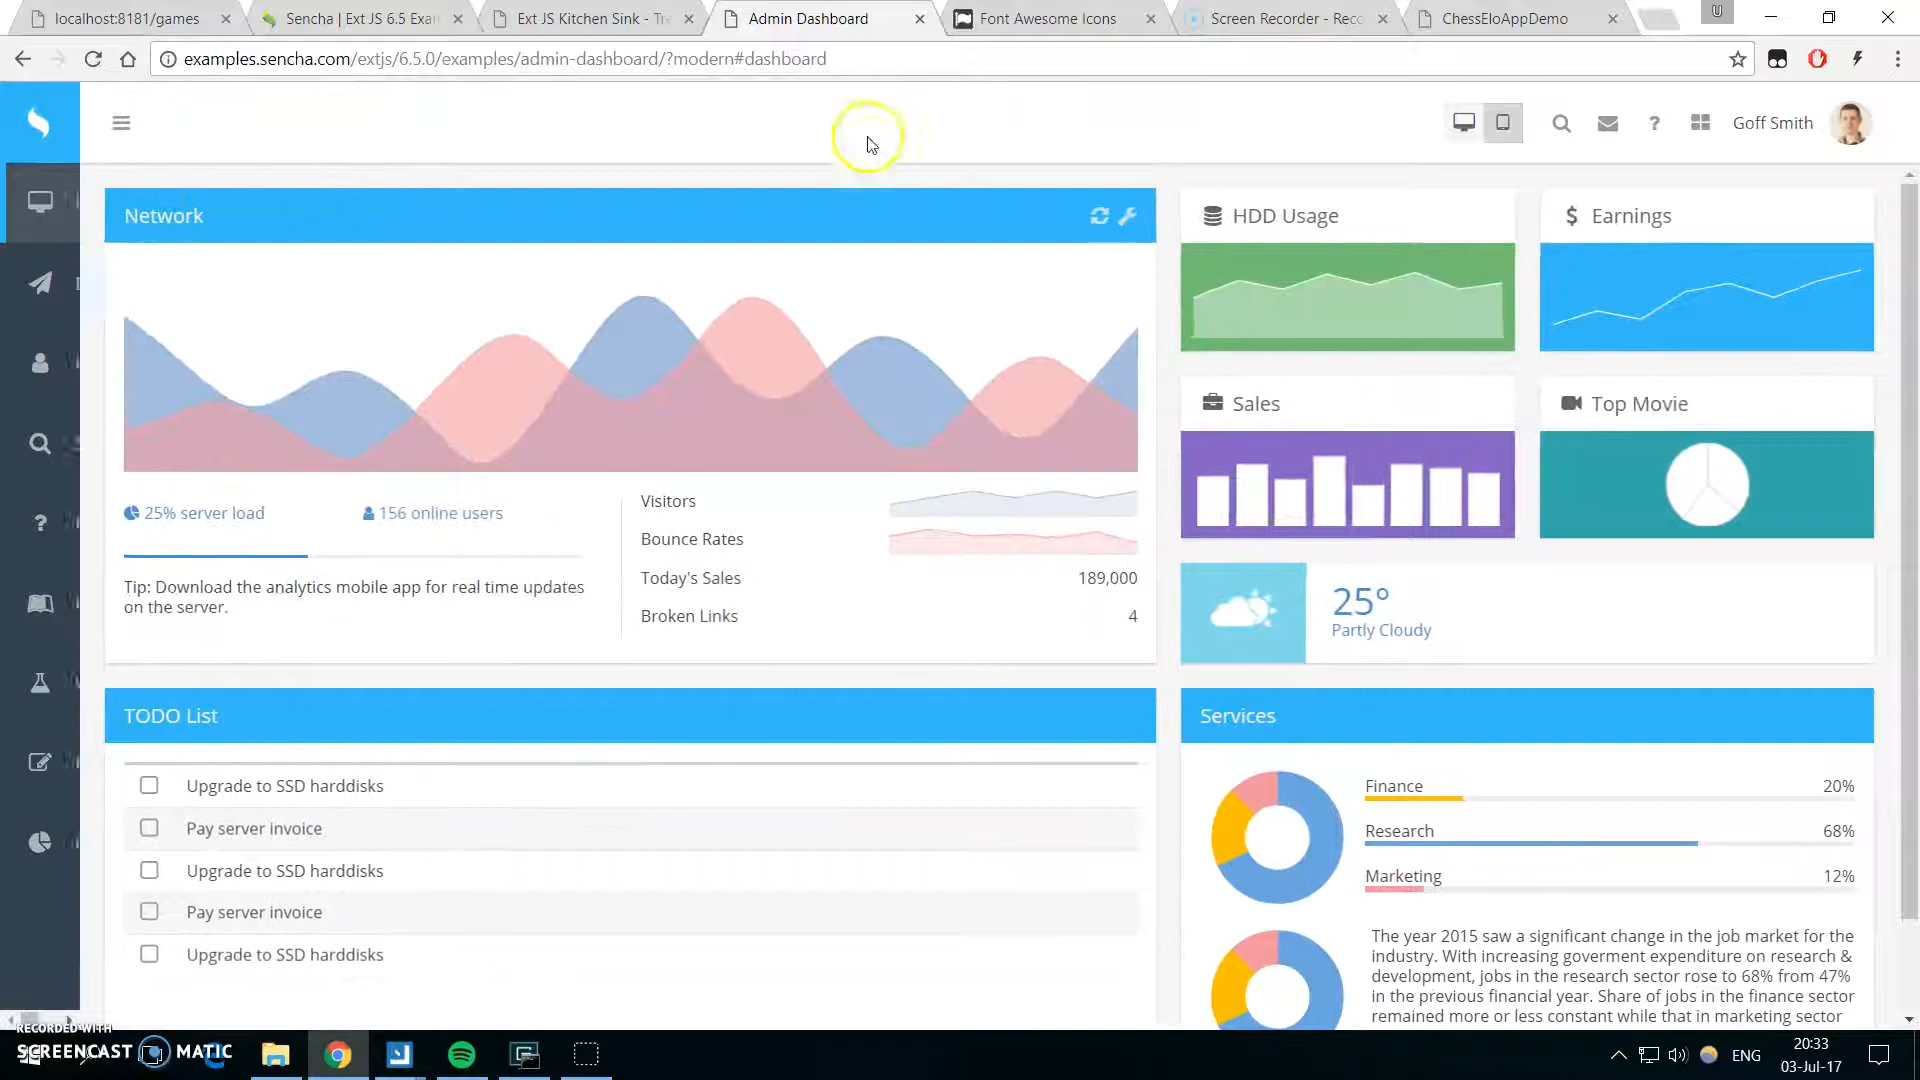 localhost:8181/games
Sencha | Ext JS 6.5 Exar
Ext JS Kitchen Sink - Tre
Admin Dashboard
Font Awesome Icons
Screen Recorder - Reco
ChessEloAppDemo
U
examples.sencha.com/extjs/6.5.0/examples/admin-dashboard/?modern#dashboard
Goff Smith
Network
HDD Usage
Earnings
Sales
Top Movie
25% server load
156 online users
Visitors
Bounce Rates
Today's Sales
189,000
Broken Links
4
Tip: Download the analytics mobile app for real time updates
on the server.
25°
Partly Cloudy
TODO List
Services
Upgrade to SSD harddisks
Pay server invoice
Upgrade to SSD harddisks
Pay server invoice
Upgrade to SSD harddisks
Finance
20%
Research
68%
Marketing
12%
The year 2015 saw a significant change in the job market for the
industry. With increasing goverment expenditure on research &
development, jobs in the research sector rose to 68% from 47%
in the previous financial year. Share of jobs in the finance sector
remained more or less constant while that in marketing sector
RECORDED WITH
SCREENCAST MATIC
ENG
20:33
03-Jul-17